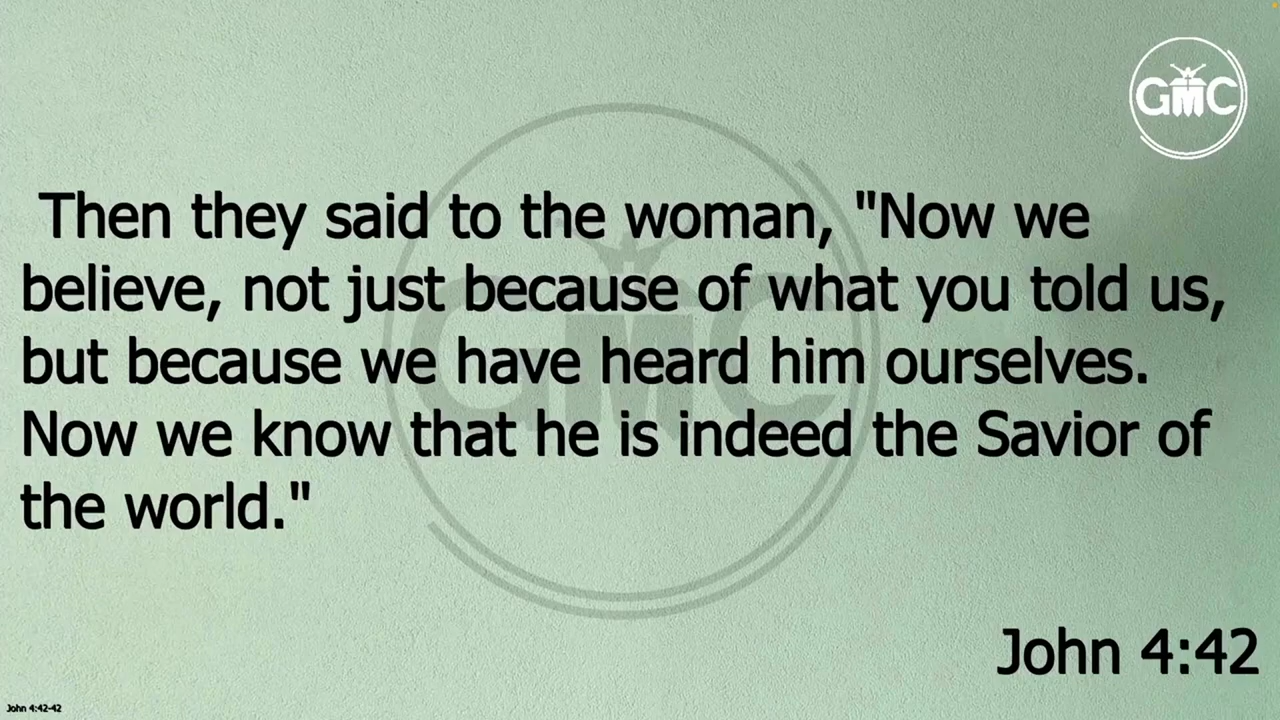 GMC
Then they said to the woman, "Now we
believe, not just because of what you told us,
but because we have heard him ourselves.
Now we know that he is indeed the Savior of
the world."
John 4:42
John 4:42-42